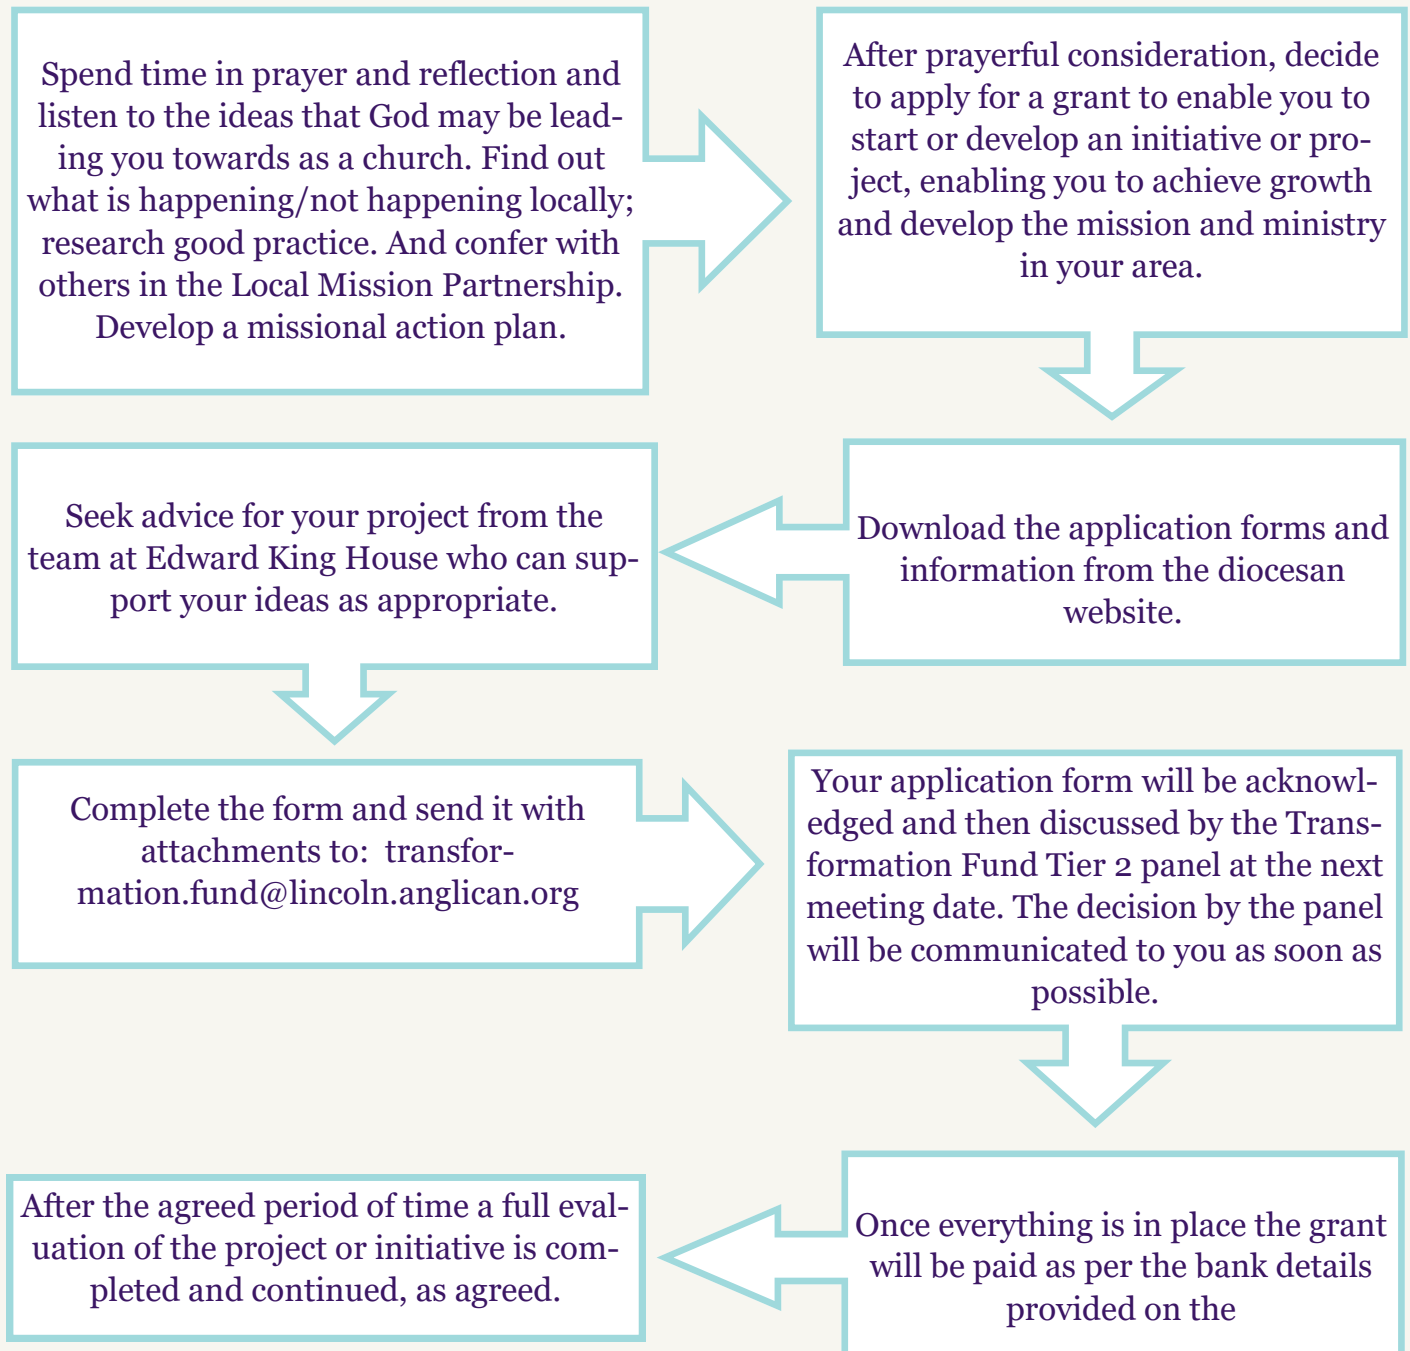 Spend time in prayer and reflection and
listen to the ideas that God may be lead-
ing you towards as a church. Find out
what is happening/not happening locally;
research good practice. And confer with
others in the Local Mission Partnership.
Develop a missional action plan.
After prayerful consideration, decide
to apply for a grant to enable you to
start or develop an initiative or pro-
ject, enabling you to achieve growth
and develop the mission and ministry
in your area.
Download the application forms and
information from the diocesan
website.
Seek advice for your project from the
team at Edward King House who can sup-
port your ideas as appropriate.
Complete the form and send it with
attachments to:  transfor-
mation.fund@lincoln.anglican.org
Your application form will be acknowl-
edged and then discussed by the Trans-
formation Fund Tier 2 panel at the next
meeting date. The decision by the panel
will be communicated to you as soon as
possible.
Once everything is in place the grant
will be paid as per the bank details
provided on the
After the agreed period of time a full eval-
uation of the project or initiative is com-
pleted and continued, as agreed.